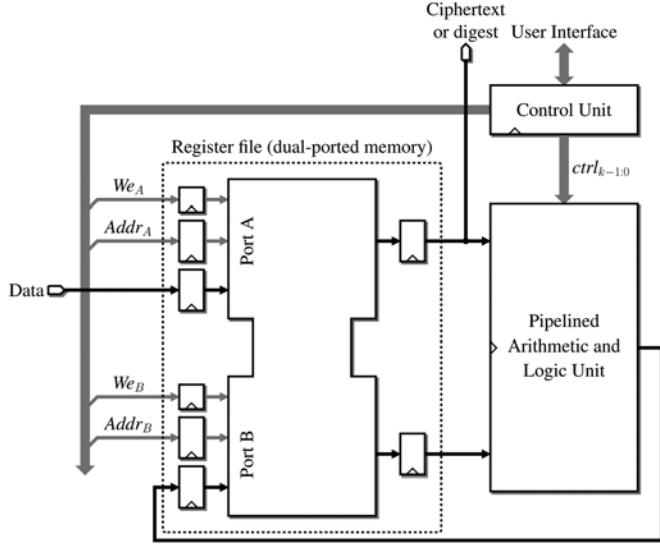 Ciphertext
or digest
User Interface
Control Unit
Register file (dual-ported memory)
ctrl_{k−1:0}
We_A
Addr_A
Port A
Data
Pipelined
Arithmetic and
Logic Unit
We_B
Addr_B
Port B